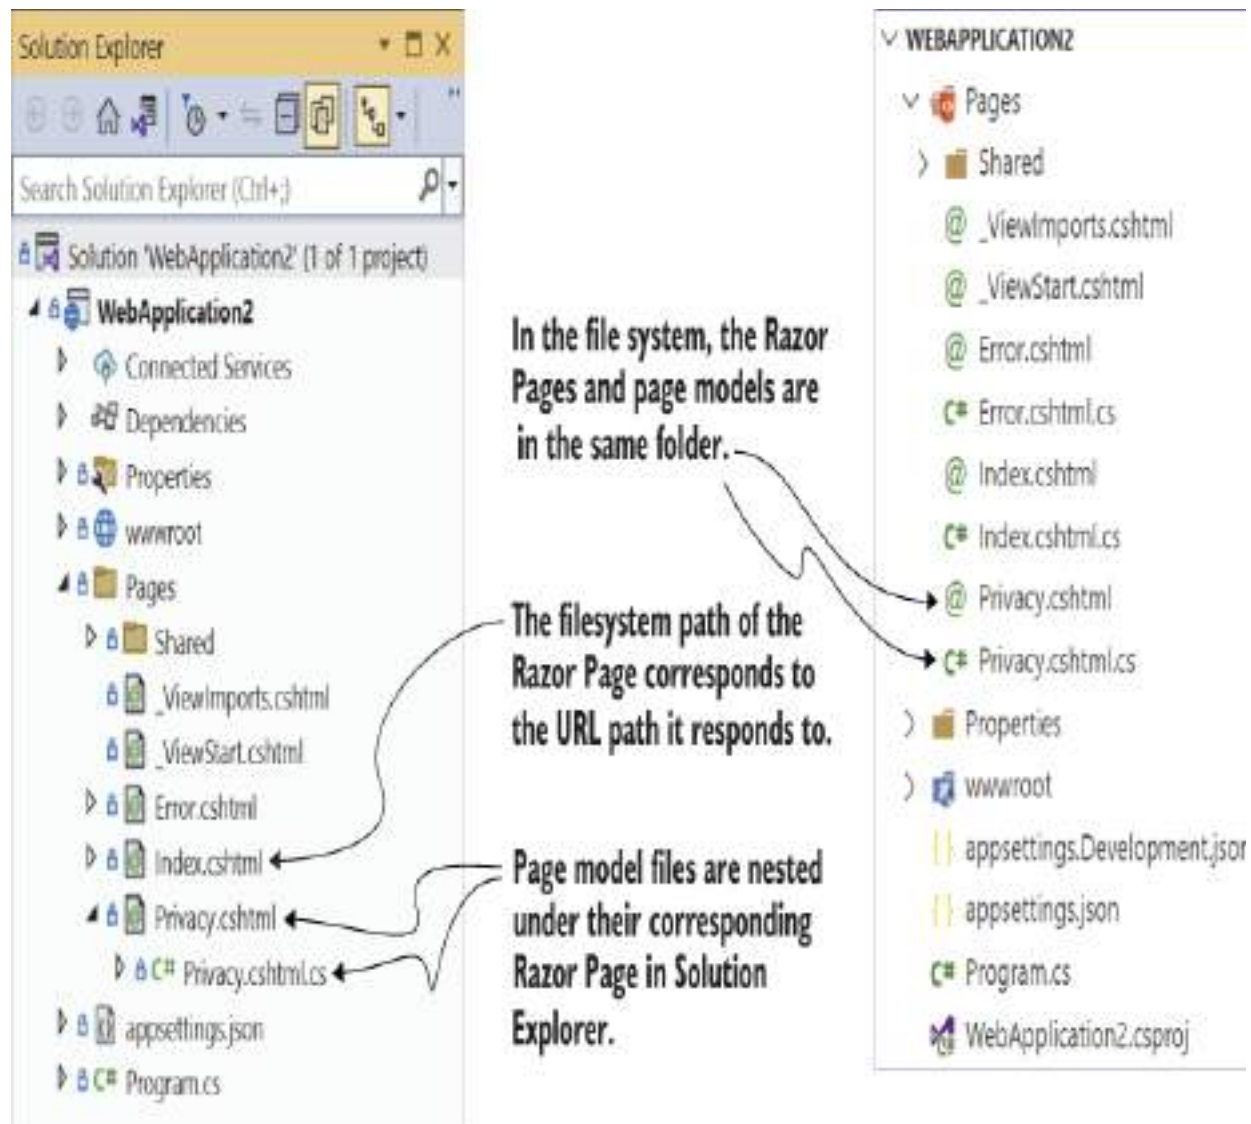 Solution Explorer
Search Solution Explorer (Ctrl+;)
Solution 'WebApplication2' (1 of 1 project)
WebApplication2
Connected Services
Dependencies
Properties
wwwroot
Pages
Shared
_ViewImports.cshtml
_ViewStart.cshtml
Error.cshtml
Index.cshtml
Privacy.cshtml
C# Privacy.cshtml.cs
appsettings.json
C# Program.cs
In the file system, the Razor
Pages and page models are
in the same folder.
The filesystem path of the
Razor Page corresponds to
the URL path it responds to.
Page model files are nested
under their corresponding
Razor Page in Solution
Explorer.
WEBAPPLICATION2
Pages
Shared
@ _ViewImports.cshtml
@ _ViewStart.cshtml
@ Error.cshtml
C# Error.cshtml.cs
@ Index.cshtml
C# Index.cshtml.cs
@ Privacy.cshtml
C# Privacy.cshtml.cs
Properties
wwwroot
{ } appsettings.Development.json
{ } appsettings.json
C# Program.cs
WebApplication2.csproj